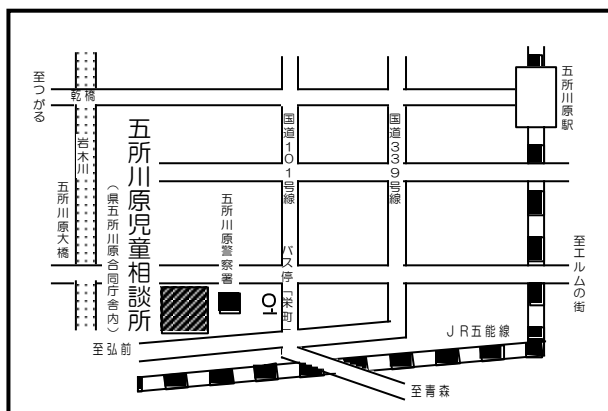 至つがる
乾橋
岩木川
五所川原大橋
五所川原児童相談所
（県五所川原合同庁舎内）
五所川原警察署
国道101号線
バス停「栄町」
国道339号線
五所川原駅
至エルムの街
JR五能線
至弘前
至青森